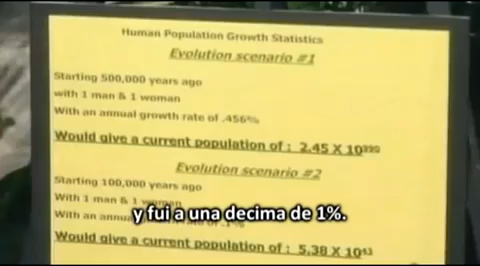 Human Population Growth Statistics
Evolution scenario #1
Starting 500,000 years ago
with 1 man & 1 woman
With an annual growth rate of .456%
Would give a current population of : 2.45 X 10990
Evolution scenario #2
Starting 100,000 years ago
With 1 man & 1 woman
With an
y fui a una decima de 1%.
Would give a current population of : 5.38 X 1043